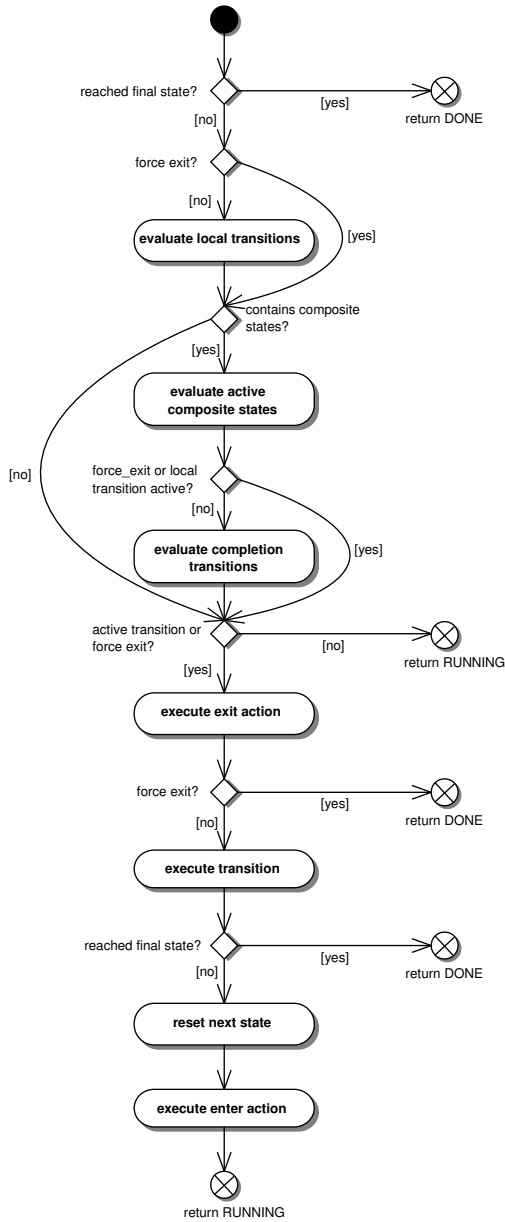 reached final state?
[yes]
return DONE
[no]
force exit?
[no]
[yes]
evaluate local transitions
contains composite
states?
[yes]
evaluate active
composite states
[no]
force_exit or local
transition active?
[no]
[yes]
evaluate completion
transitions
active transition or
force exit?
[no]
return RUNNING
[yes]
execute exit action
force exit?
[yes]
return DONE
[no]
execute transition
reached final state?
[yes]
return DONE
[no]
reset next state
execute enter action
return RUNNING